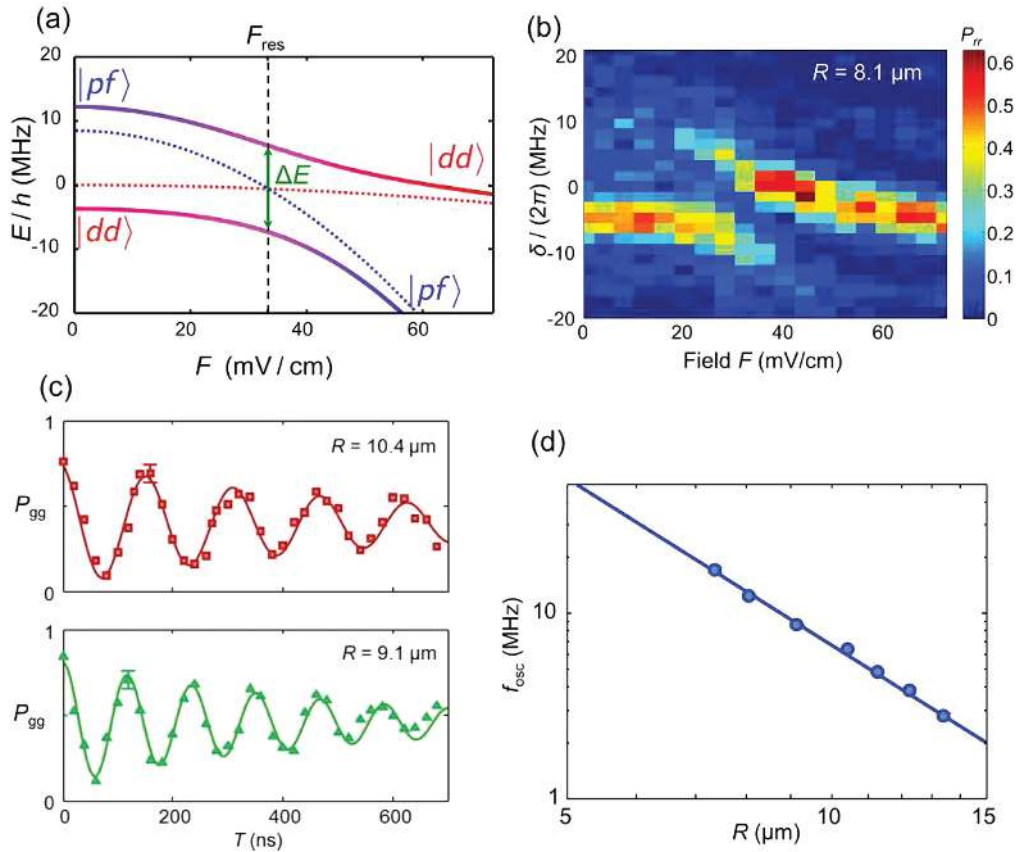 (a)
F_res
|pf⟩
|dd⟩
ΔE
|dd⟩
|pf⟩
20
10
0
-10
-20
E / h (MHz)
0 20 40 60
F (mV / cm)
(b)
P_rr
R = 8.1 µm
20
10
0
-10
-20
δ / (2π) (MHz)
0 20 40 60
Field F (mV/cm)
0.6
0.5
0.4
0.3
0.2
0.1
0
(c)
1
R = 10.4 µm
P_gg
0
1
R = 9.1 µm
P_gg
0
0 200 400 600
T (ns)
(d)
10
1
f_osc (MHz)
5 10 15
R (µm)